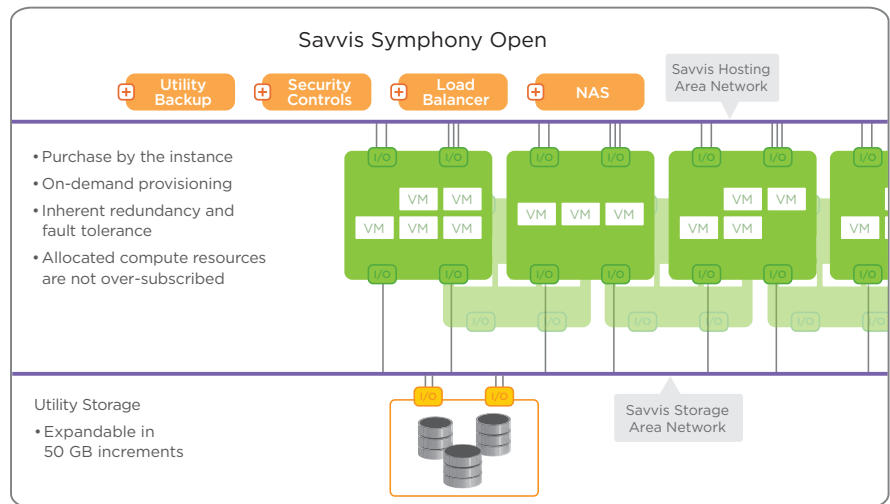 Savvis Symphony Open
Utility
Backup
Security
Controls
Load
Balancer
NAS
Savvis Hosting
Area Network
• Purchase by the instance
• On-demand provisioning
• Inherent redundancy and
fault tolerance
• Allocated compute resources
are not over-subscribed
I/O I/O I/O I/O I/O I/O I/O
VM VM
VM VM VM
VM VM VM
VM VM
VM VM
VM
VM
I/O I/O I/O I/O I/O I/O I/O
I/O I/O I/O I/O I/O
Utility Storage
• Expandable in
50 GB increments
I/O I/O
Savvis Storage
Area Network